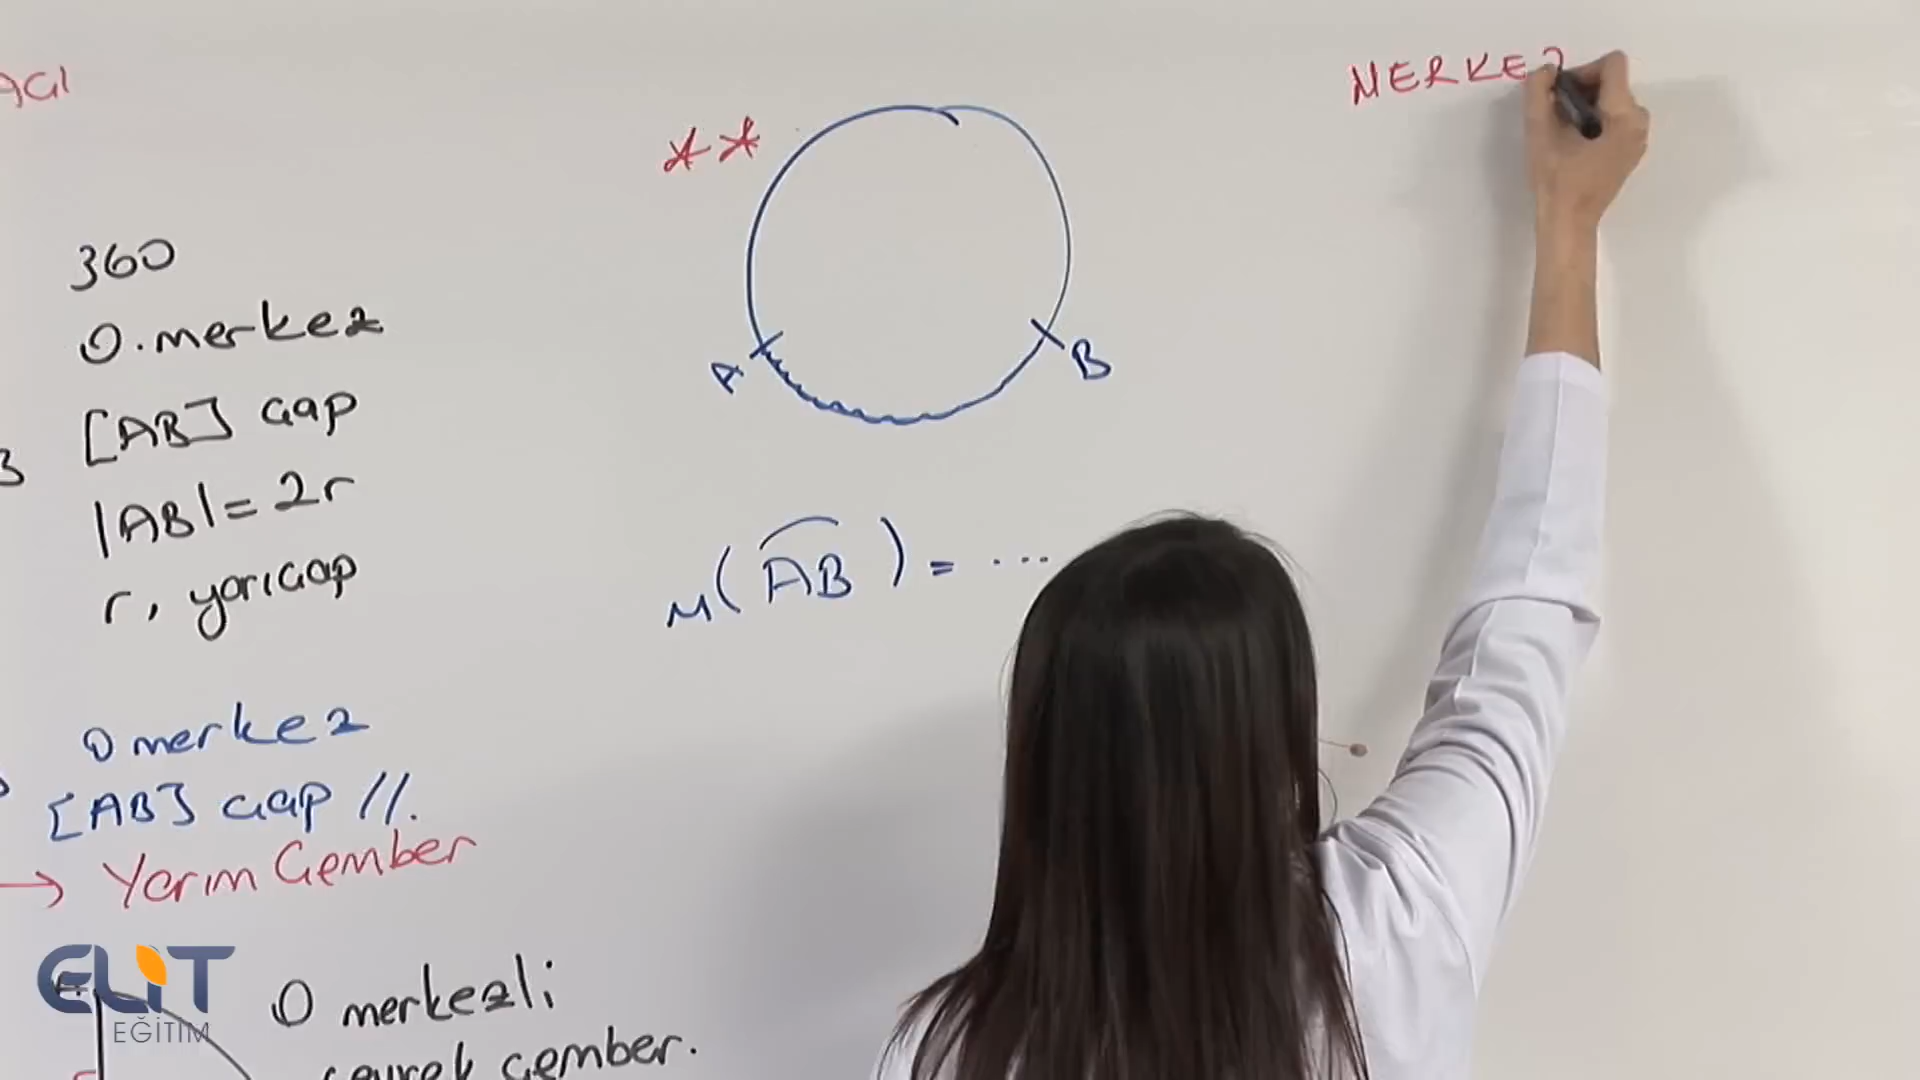 AÇI
360
O. merkez
[AB] çap
|AB| = 2r
r, yarıçap
O merkez
[AB] çap //.
→ Yarım Çember
O merkezli
çeyrek çember.
**
A
B
m(AB) = ...
MERKEZ
ELİT
EĞİTİM